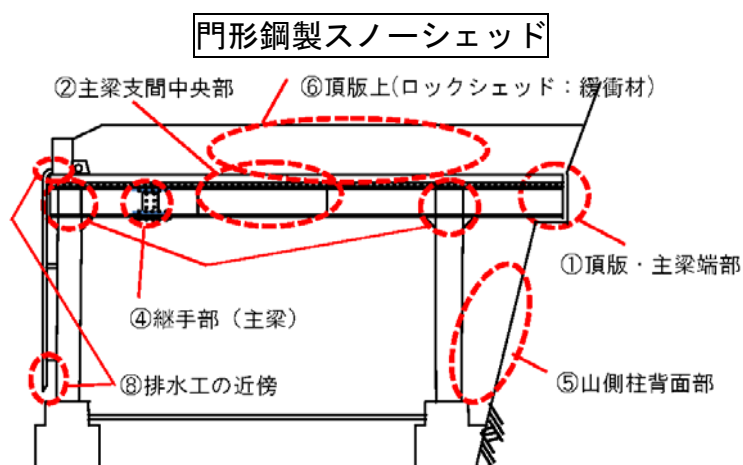 門形鋼製スノーシェッド
②主梁支間中央部
⑥頂版上(ロックシェッド：緩衝材)
①頂版・主梁端部
④継手部（主梁）
⑧排水工の近傍
⑤山側柱背面部